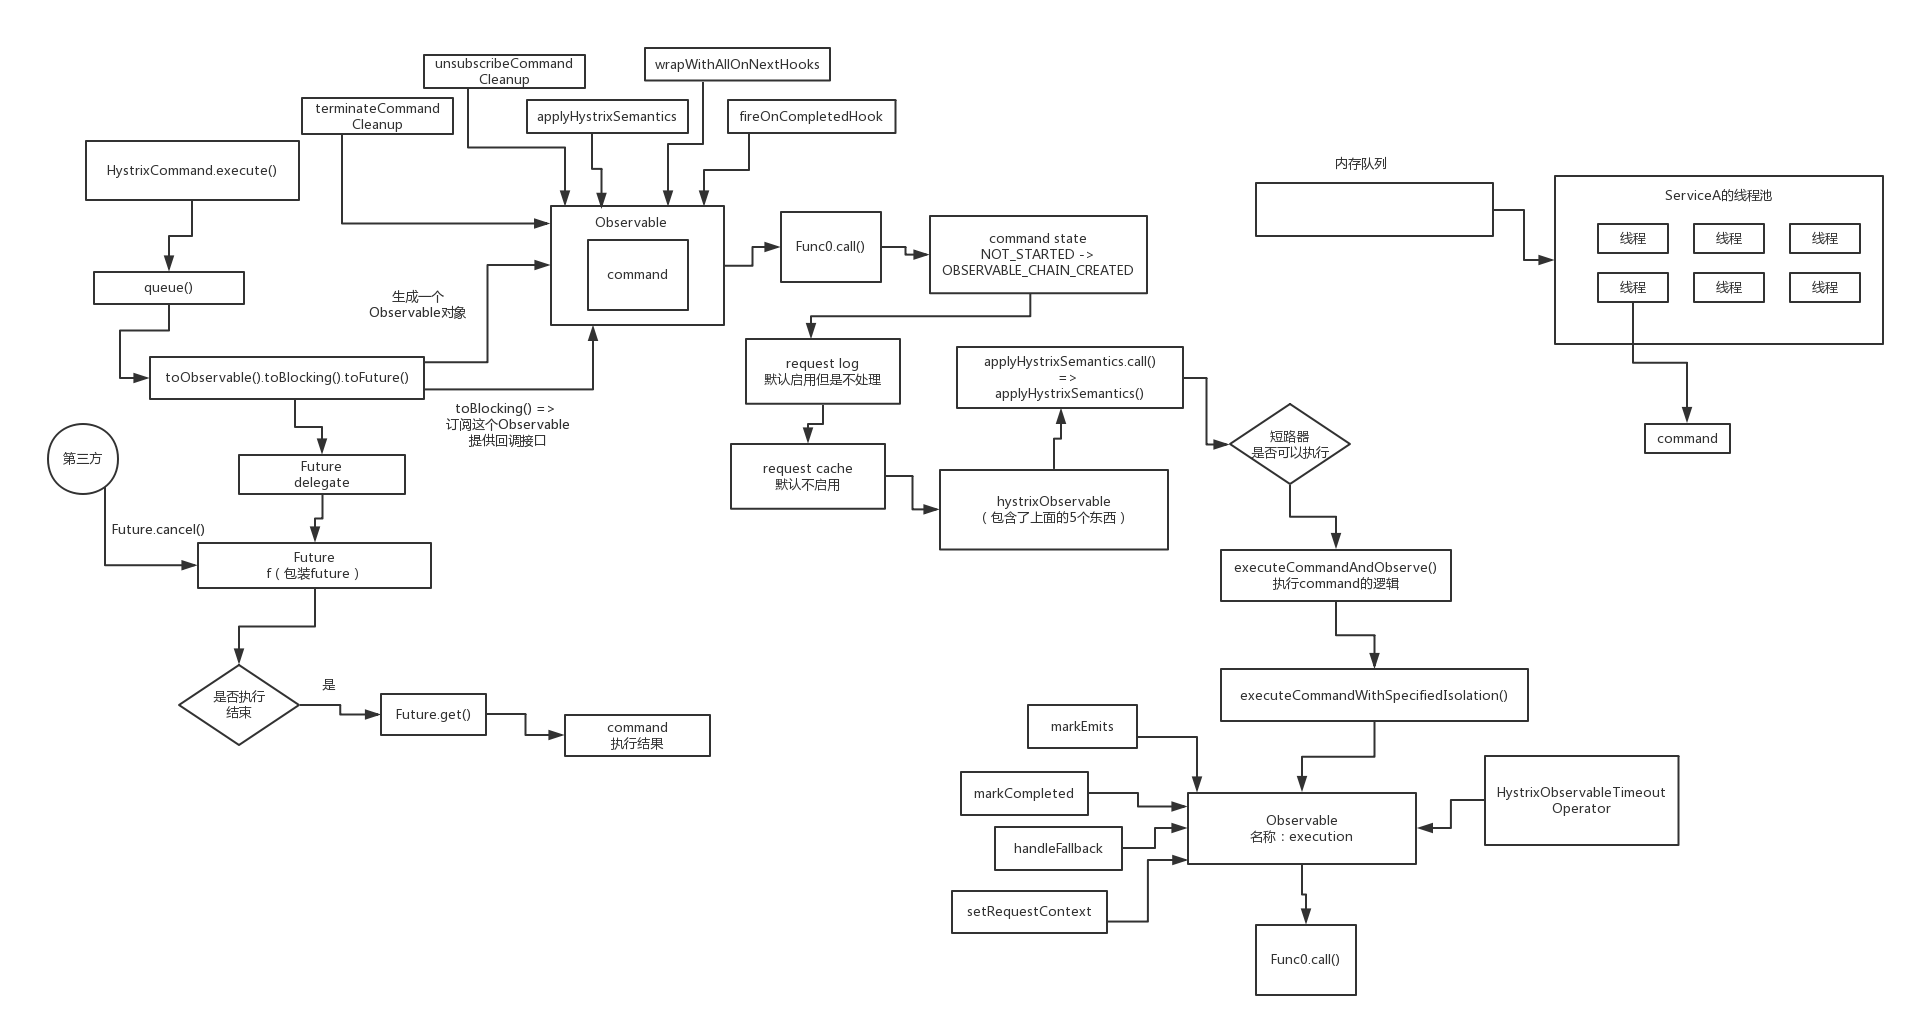 unsubscribeCommand
Cleanup
wrapWithAllOnNextHooks
terminateCommand
Cleanup
applyHystrixSemantics
fireOnCompletedHook
HystrixCommand.execute()
queue()
生成一个
Observable对象
Observable
command
Func0.call()
command state
NOT_STARTED ->
OBSERVABLE_CHAIN_CREATED
内存队列
ServiceA的线程池
线程
线程
线程
线程
线程
线程
command
toObservable().toBlocking().toFuture()
toBlocking() =>
订阅这个Observable
提供回调接口
request log
默认启用但是不处理
applyHystrixSemantics.call()
=>
applyHystrixSemantics()
短路器
是否可以执行
第三方
Future
delegate
request cache
默认不启用
hystrixObservable
（包含了上面的5个东西）
Future.cancel()
Future
f（包装future）
executeCommandAndObserve()
执行command的逻辑
是否执行
结束
是
Future.get()
command
执行结果
executeCommandWithSpecifiedIsolation()
markEmits
markCompleted
handleFallback
setRequestContext
Observable
名称：execution
HystrixObservableTimeout
Operator
Func0.call()